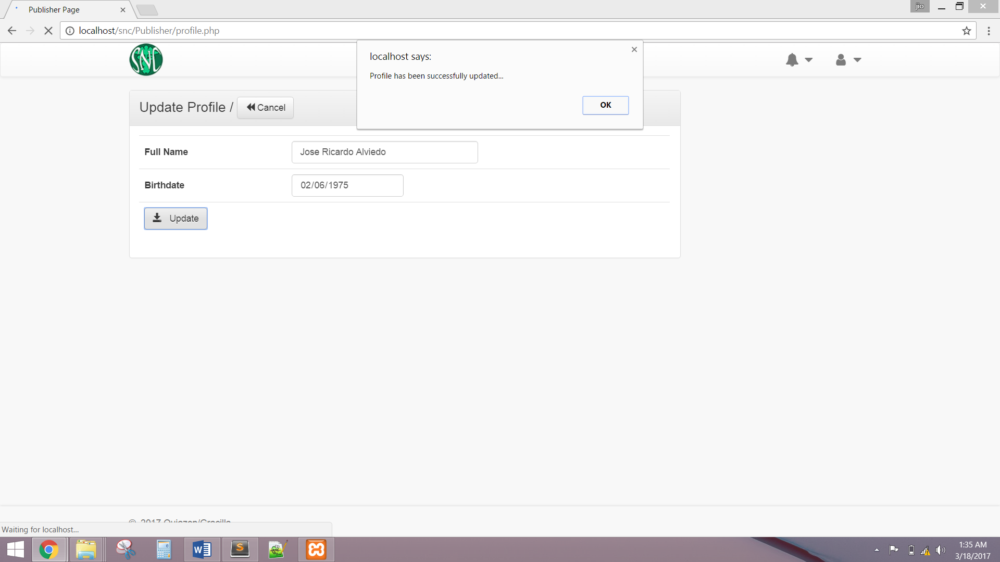 Publisher Page
jio
localhost/snc/Publisher/profile.php
SNC
localhost says:
Profile has been successfully updated...
OK
Update Profile / Cancel
Full Name
Jose Ricardo Alviedo
Birthdate
02/06/1975
Update
© 2017 Quiazon/Gracilla
Waiting for localhost...
1:35 AM
3/18/2017